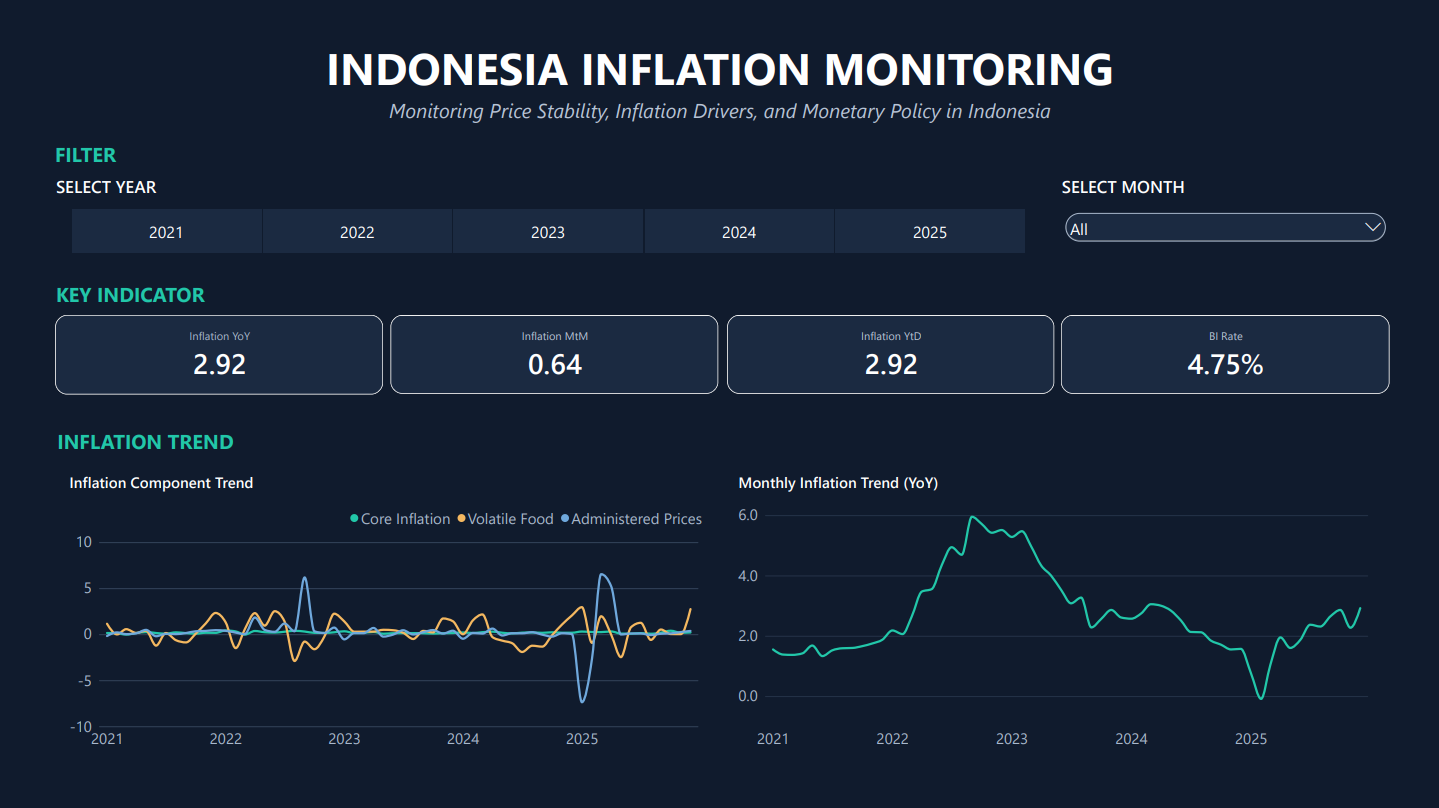 INDONESIA INFLATION MONITORING
Monitoring Price Stability, Inflation Drivers, and Monetary Policy in Indonesia
FILTER
SELECT YEAR
SELECT MONTH
2021 2022 2023 2024 2025
All
KEY INDICATOR
Inflation YoY
2.92
Inflation MtM
0.64
Inflation YtD
2.92
BI Rate
4.75%
INFLATION TREND
Inflation Component Trend
Core Inflation Volatile Food Administered Prices
10
5
0
-5
-10
2021 2022 2023 2024 2025
Monthly Inflation Trend (YoY)
6.0
4.0
2.0
0.0
2021 2022 2023 2024 2025